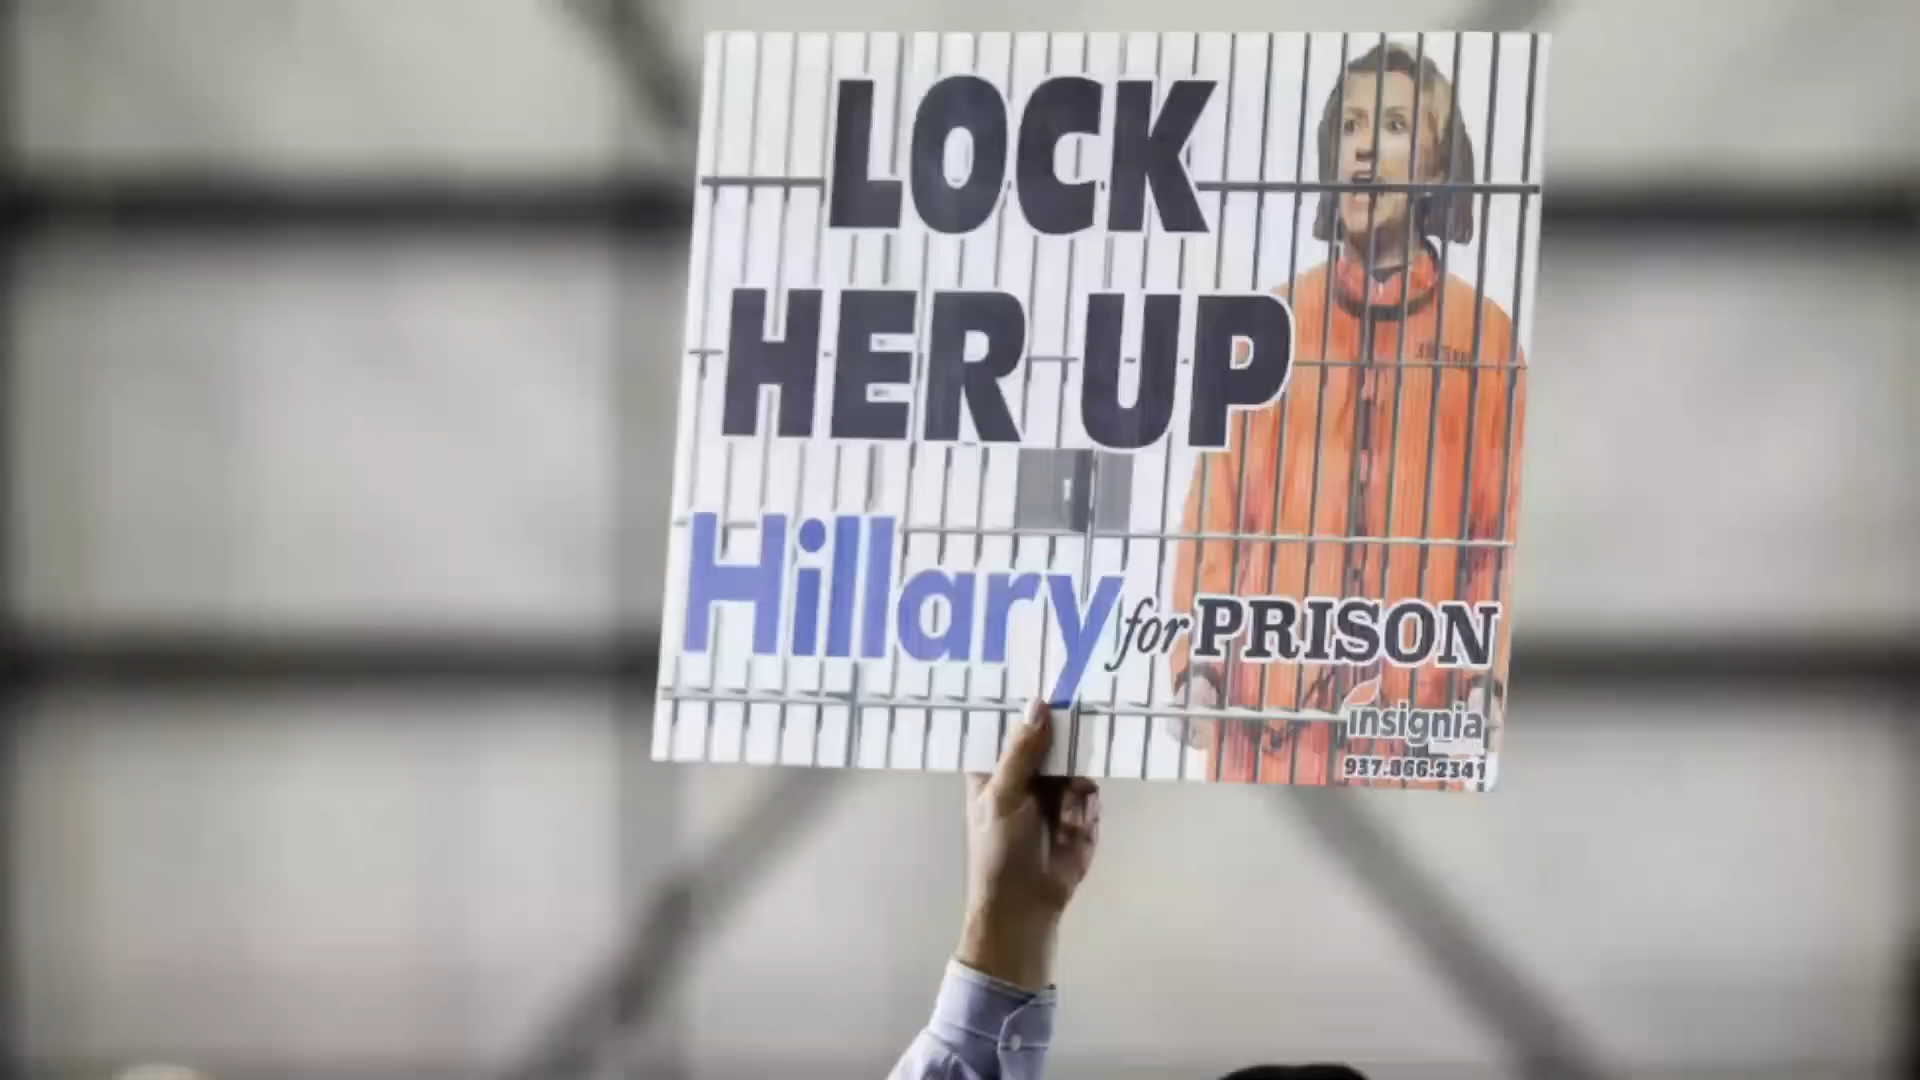 LOCK
HER UP
Hillary for PRISON
insignia
937.866.2341